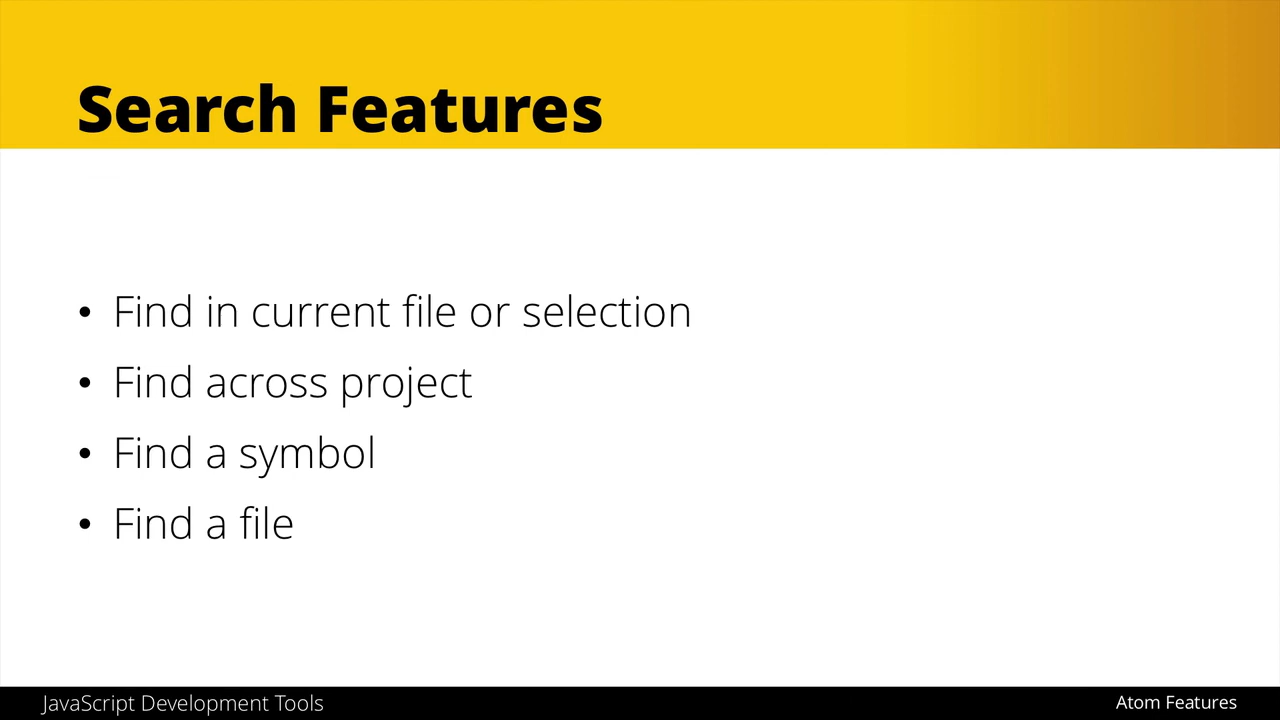 Search Features
• Find in current file or selection
• Find across project
• Find a symbol
• Find a file
JavaScript Development Tools
Atom Features